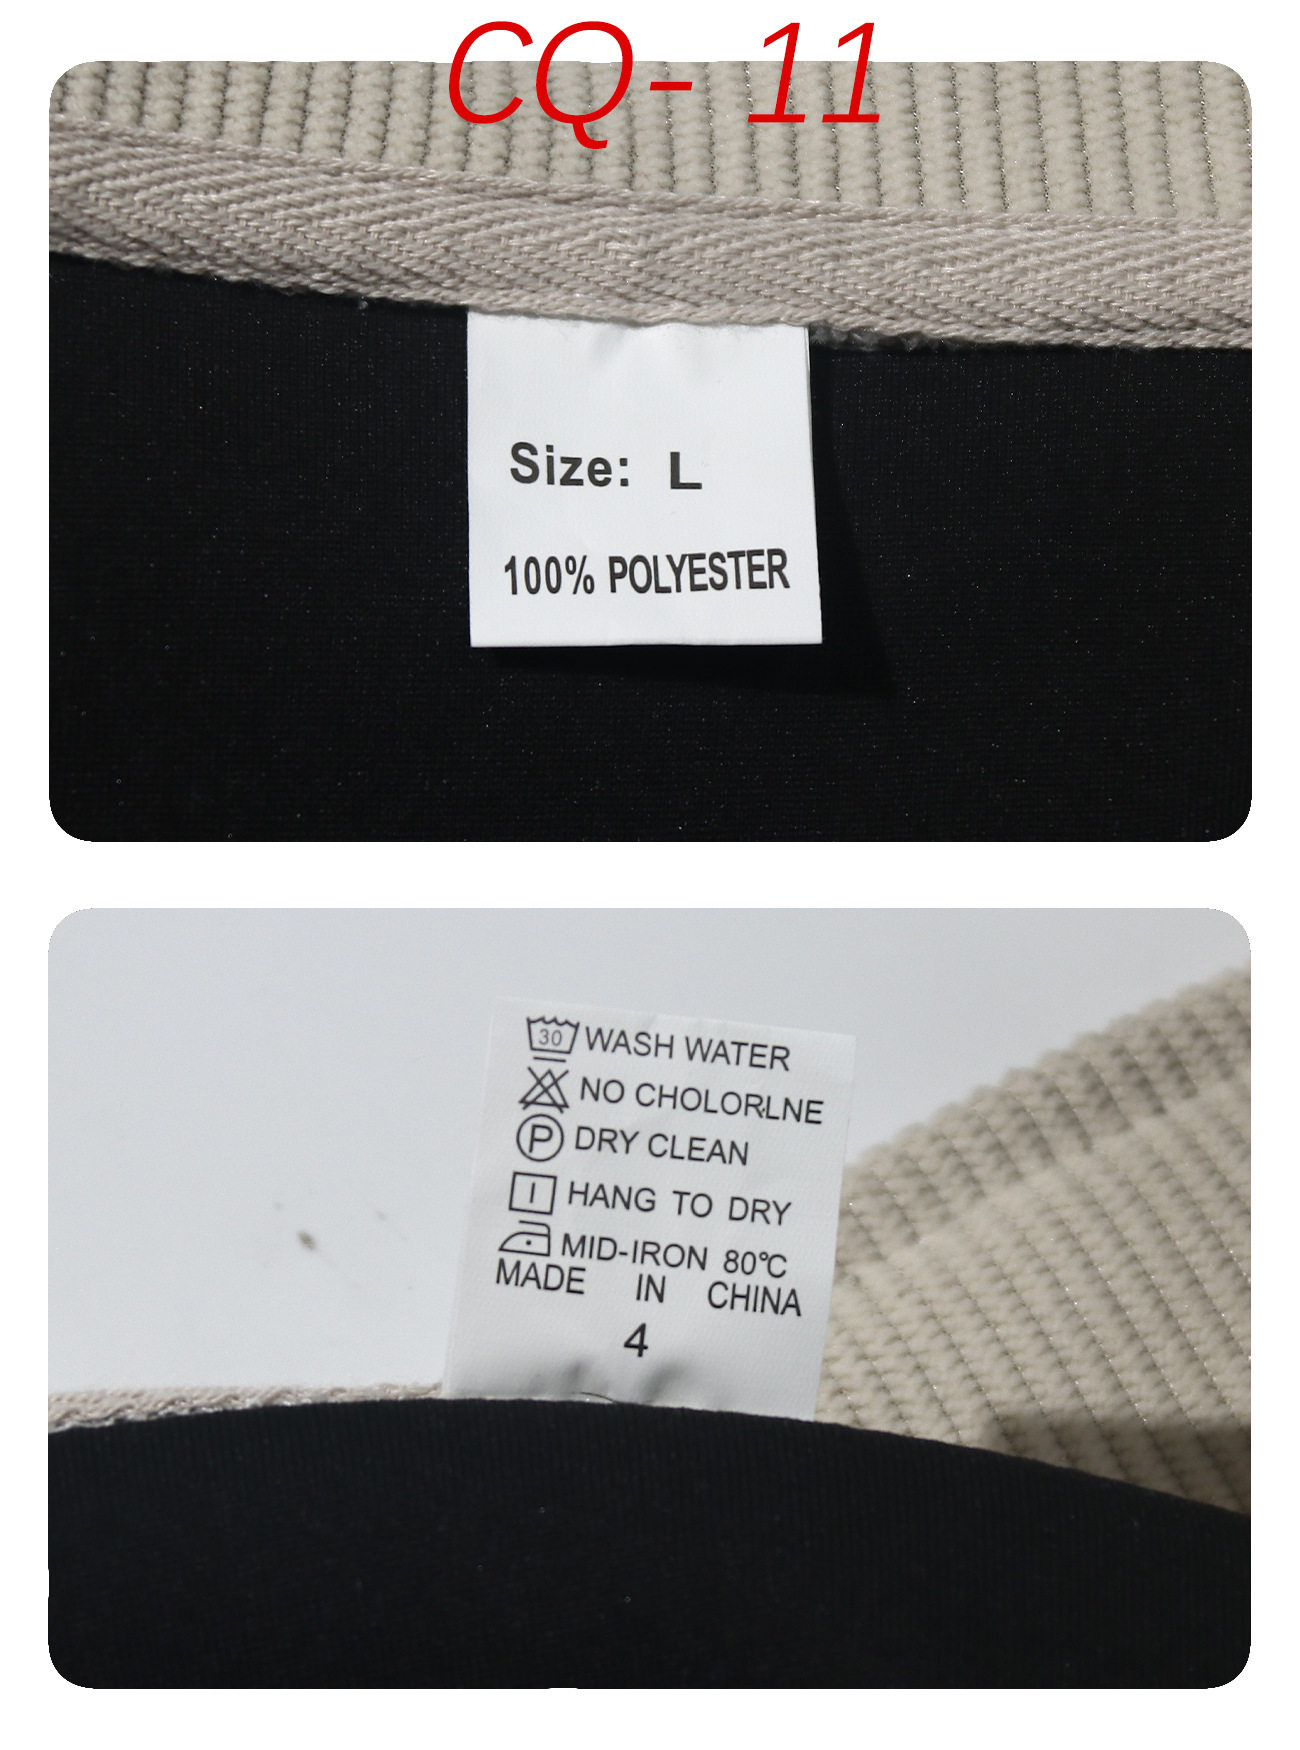 CQ- 11
Size: L
100% POLYESTER
30 WASH WATER
NO CHOLORLNE
P DRY CLEAN
I HANG TO DRY
MID-IRON 80℃
MADE IN CHINA
4